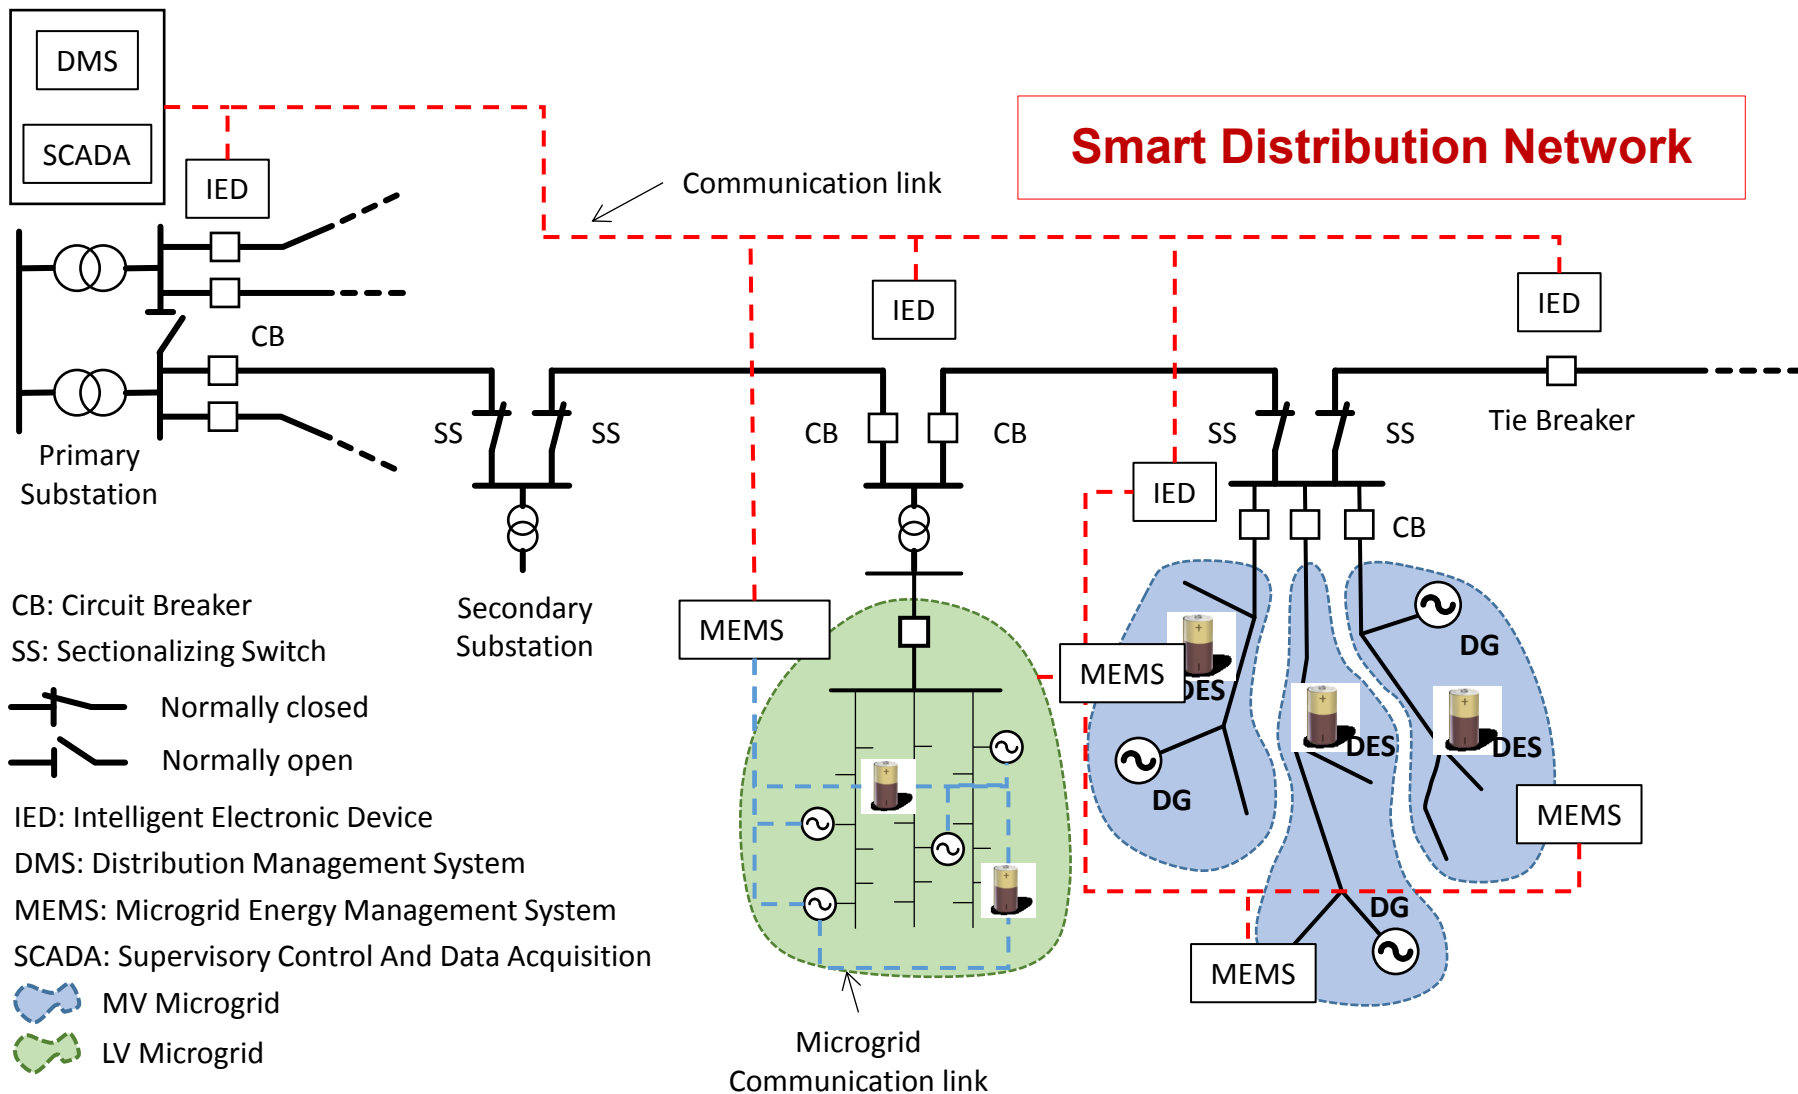 DMS
SCADA
Smart Distribution Network
IED
Communication link
IED
IED
CB
SS
SS
CB
CB
SS
SS
Tie Breaker
Primary
Substation
IED
CB
CB: Circuit Breaker
SS: Sectionalizing Switch
Normally closed
Normally open
Secondary
Substation
MEMS
MEMS
DES
DG
DG
DES
DES
MEMS
DG
MEMS
IED: Intelligent Electronic Device
DMS: Distribution Management System
MEMS: Microgrid Energy Management System
SCADA: Supervisory Control And Data Acquisition
MV Microgrid
LV Microgrid
Microgrid
Communication link